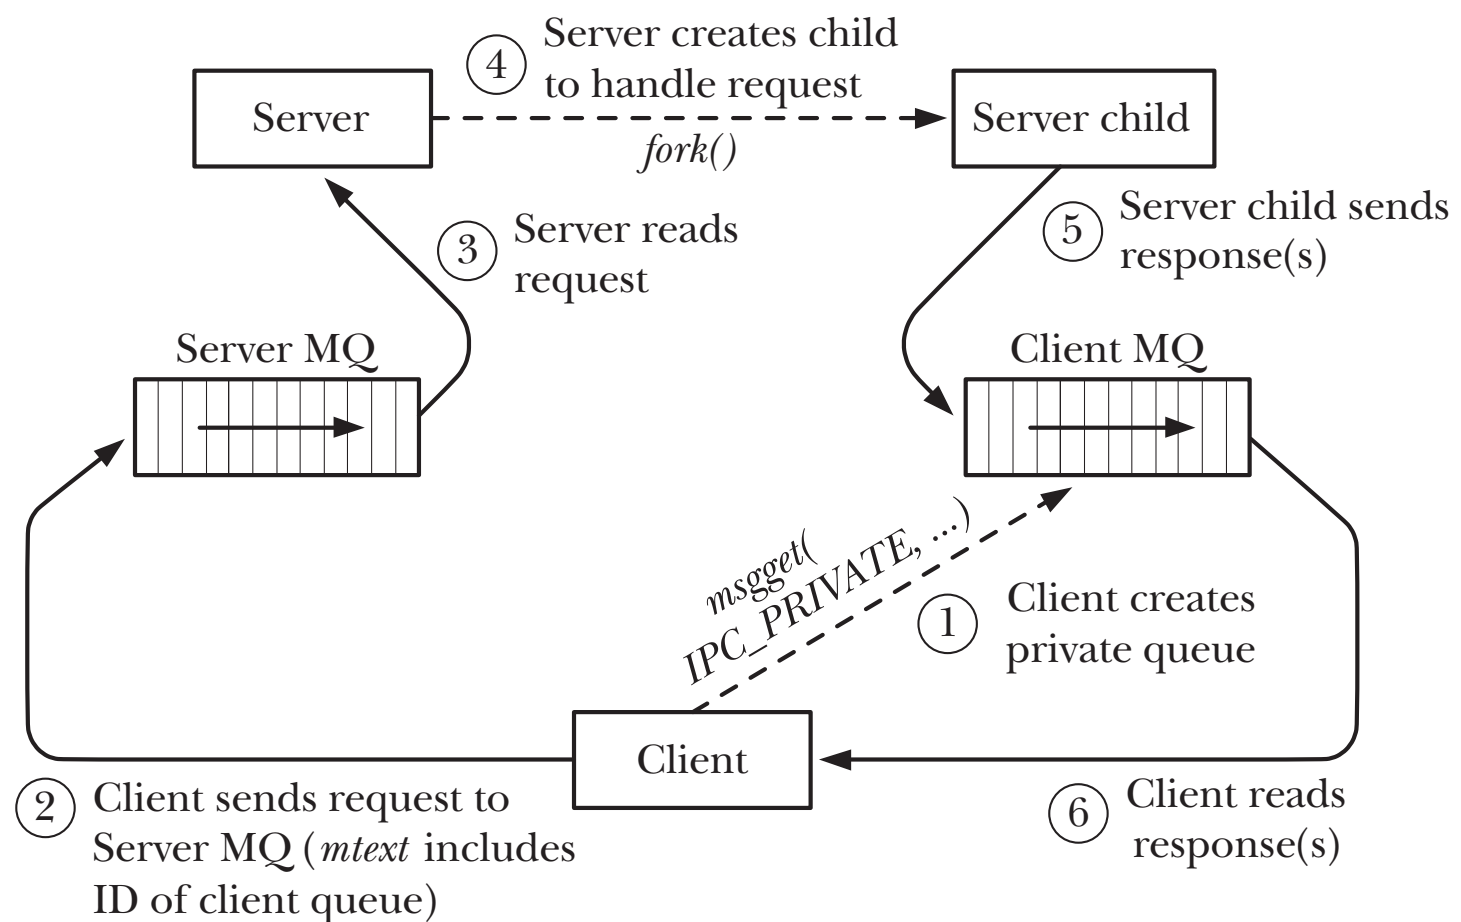 4
Server creates child
to handle request
Server
fork()
Server child
3
Server reads
request
5
Server child sends
response(s)
Server MQ
Client MQ
msgget(
IPC_PRIVATE, ...)
1
Client creates
private queue
Client
2
Client sends request to
Server MQ (mtext includes
ID of client queue)
6
Client reads
response(s)